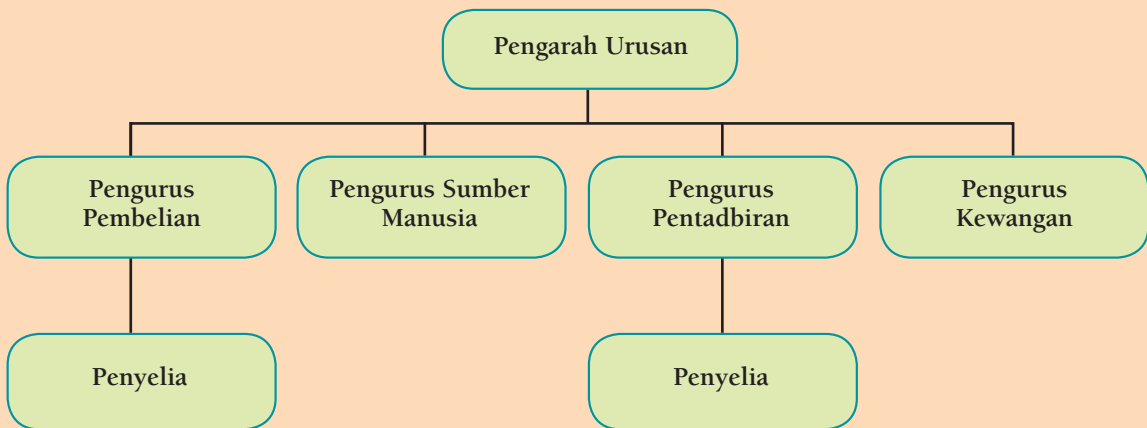 Pengarah Urusan
Pengurus
Pembelian
Pengurus Sumber
Manusia
Pengurus
Pentadbiran
Pengurus
Kewangan
Penyelia
Penyelia